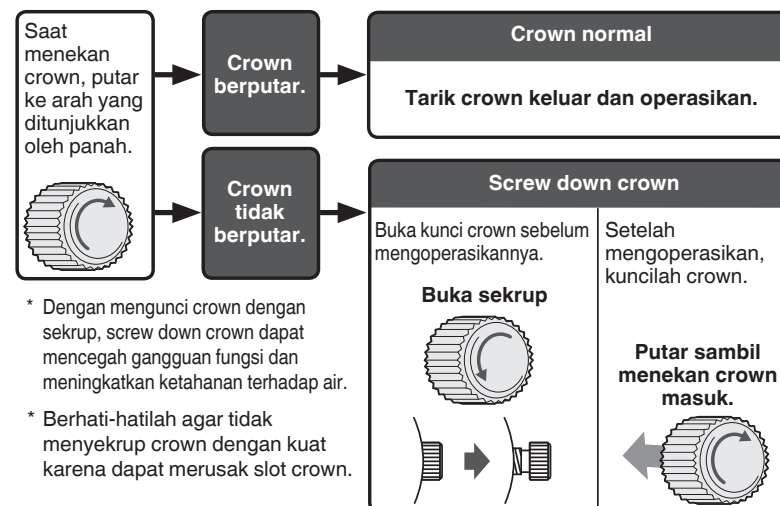 Saat
menekan
crown, putar
ke arah yang
ditunjukkan
oleh panah.
Crown
berputar.
Crown normal
Tarik crown keluar dan operasikan.
Crown
tidak
berputar.
Screw down crown
Buka kunci crown sebelum
mengoperasikannya.
Buka sekrup
Setelah
mengoperasikan,
kuncilah crown.
Putar sambil
menekan crown
masuk.
* Dengan mengunci crown dengan
sekrup, screw down crown dapat
mencegah gangguan fungsi dan
meningkatkan ketahanan terhadap air.
* Berhati-hatilah agar tidak
menyekrup crown dengan kuat
karena dapat merusak slot crown.